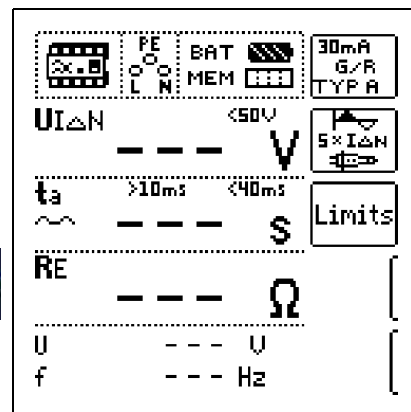 PE
L N
BAT
MEM
30mA
G/R
TYP A
UI△N <50V
--- V
5×I△N
ta >10ms <40ms
~ --- s
Limits
RE
--- Ω
U --- V
f --- Hz